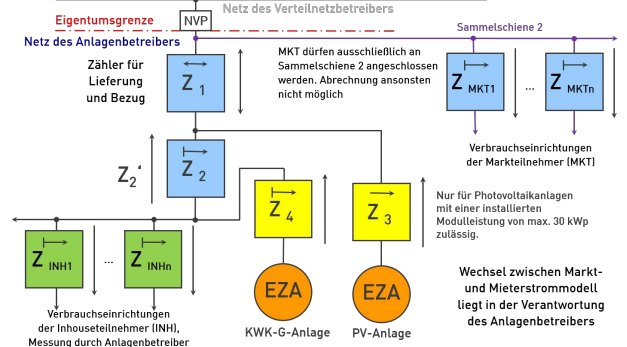 Netz des Verteilnetzbetreibers
Eigentumsgrenze
NVP
Netz des Anlagenbetreibers
Sammelschiene 2
Zähler für
Lieferung
und Bezug
Z 1
MKT dürfen ausschließlich an
Sammelschiene 2 angeschlossen
werden. Abrechnung ansonsten
nicht möglich
Z MKT1
...
Z MKTn
Verbrauchseinrichtungen
der Markteilnehmer (MKT)
Z2'
Z 2
Z 4
Z 3
Nur für Photovoltaikanlagen
mit einer installierten
Modulleistung von max. 30 kWp
zulässig.
Z INH1
...
Z INHn
EZA
EZA
Wechsel zwischen Markt-
und Mieterstrommodell
liegt in der Verantwortung
des Anlagenbetreibers
Verbrauchseinrichtungen
der Inhouseteilnehmer (INH),
Messung durch Anlagenbetreiber
KWK-G-Anlage
PV-Anlage